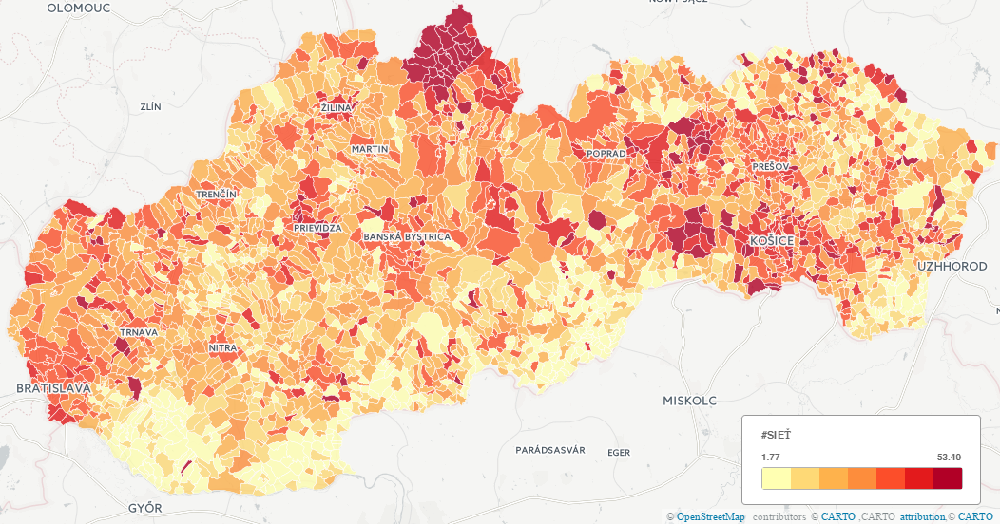 OLOMOUC
ZLÍN
ŽILINA
MARTIN
POPRAD
PREŠOV
TRENČÍN
PRIEVIDZA
BANSKÁ BYSTRICA
KOŠICE
UZHHOROD
TRNAVA
NITRA
BRATISLAVA
MISKOLC
PARÁDSASVÁR
EGER
GYŐR
#SIEŤ
1.77 53.49
© OpenStreetMap contributors © CARTO ,CARTO attribution,© CARTO